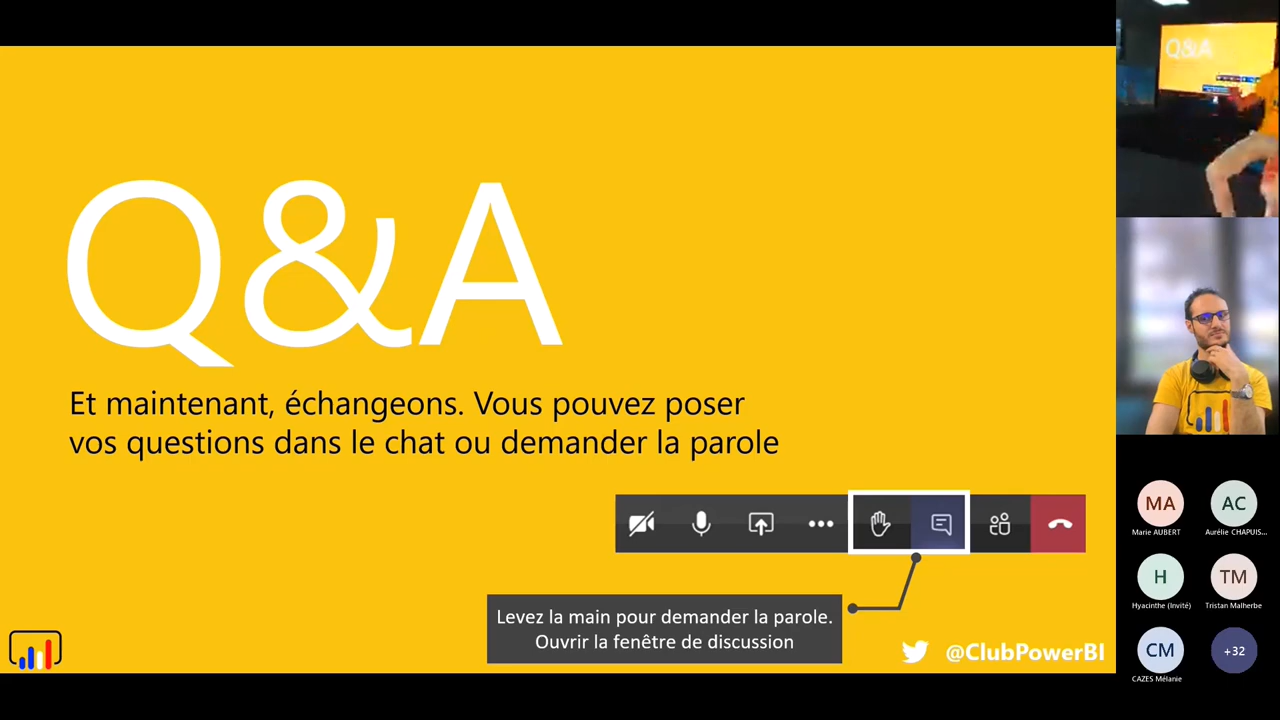 Q&A
Et maintenant, échangeons. Vous pouvez poser
vos questions dans le chat ou demander la parole
Levez la main pour demander la parole.
Ouvrir la fenêtre de discussion
@ClubPowerBI
Q&A
MA
AC
Marie AUBERT
Aurélie CHAPUIS...
H
TM
Hyacinthe (Invité)
Tristan Malherbe
CM
+32
CAZES Mélanie